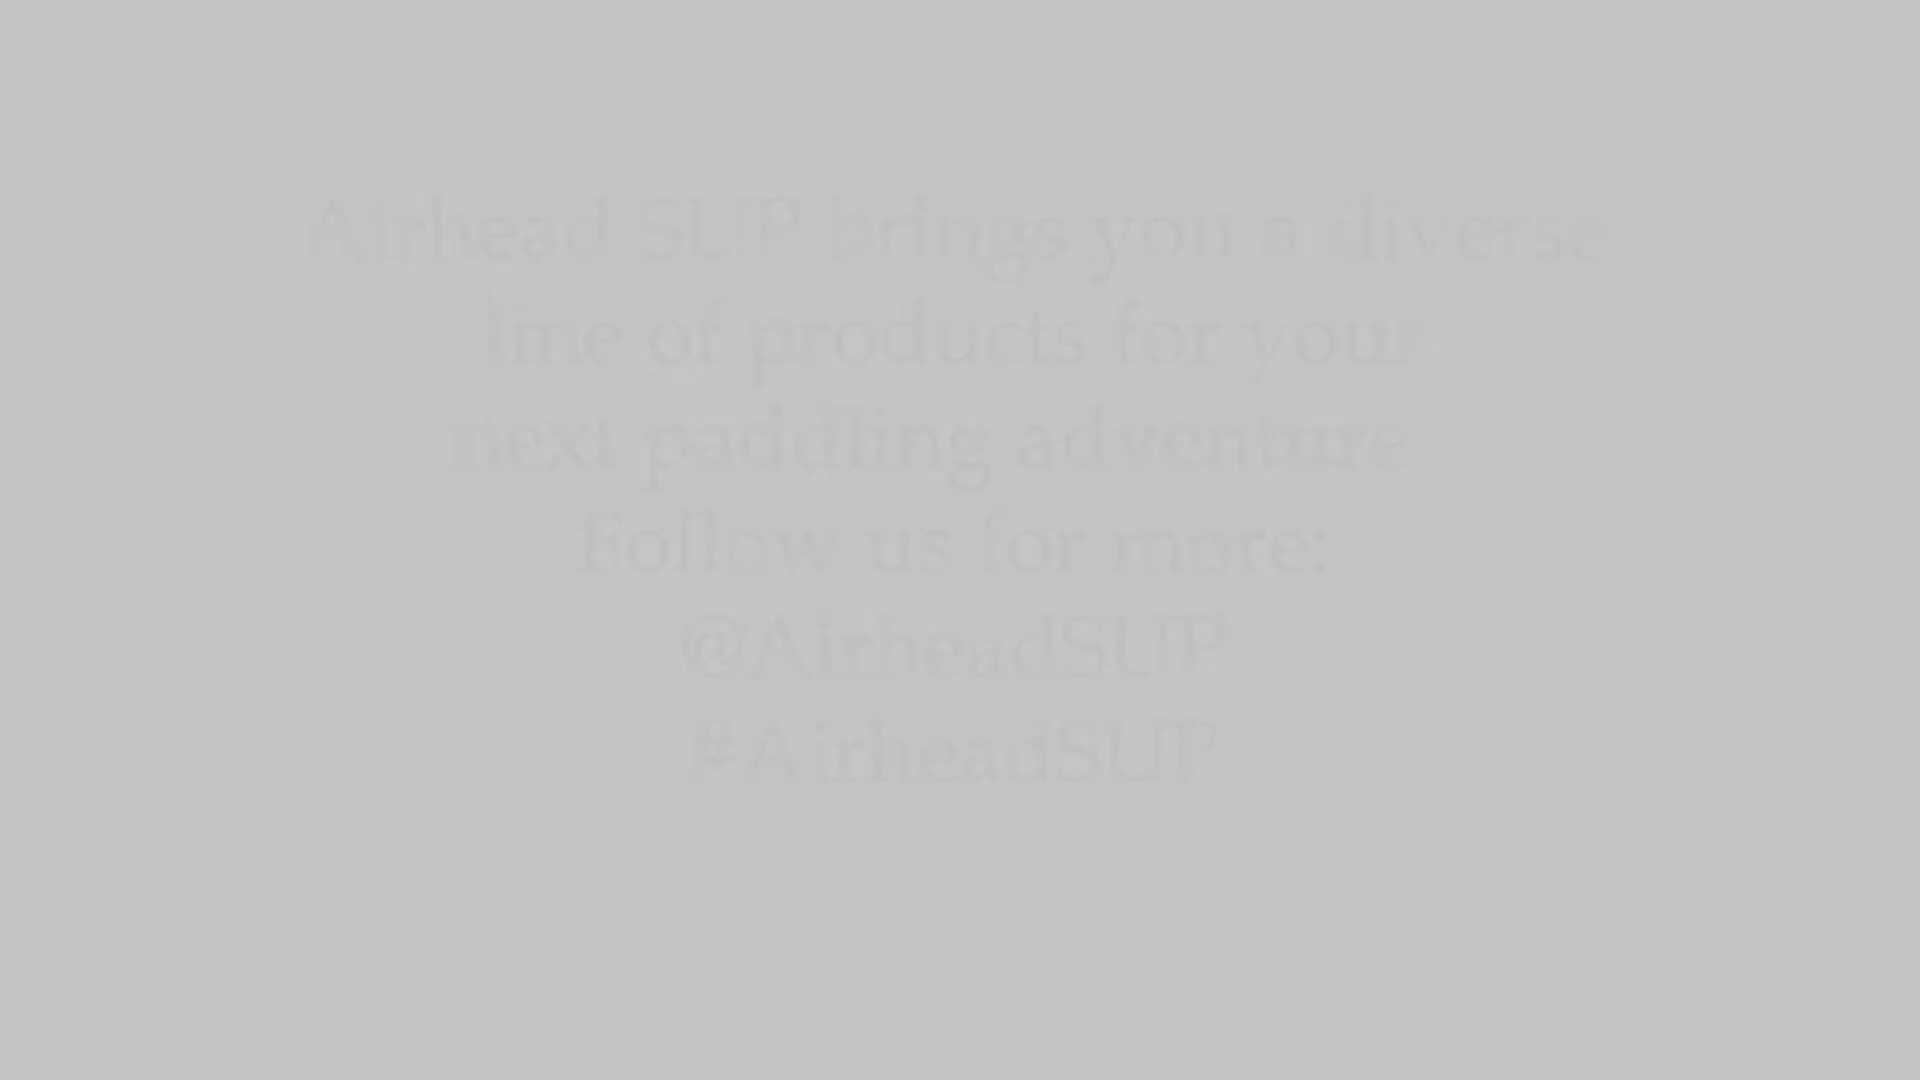 Airhead SUP brings you a diverse
line of products for your
next paddling adventure
Follow us for more:
@AirheadSUP
#AirheadSUP